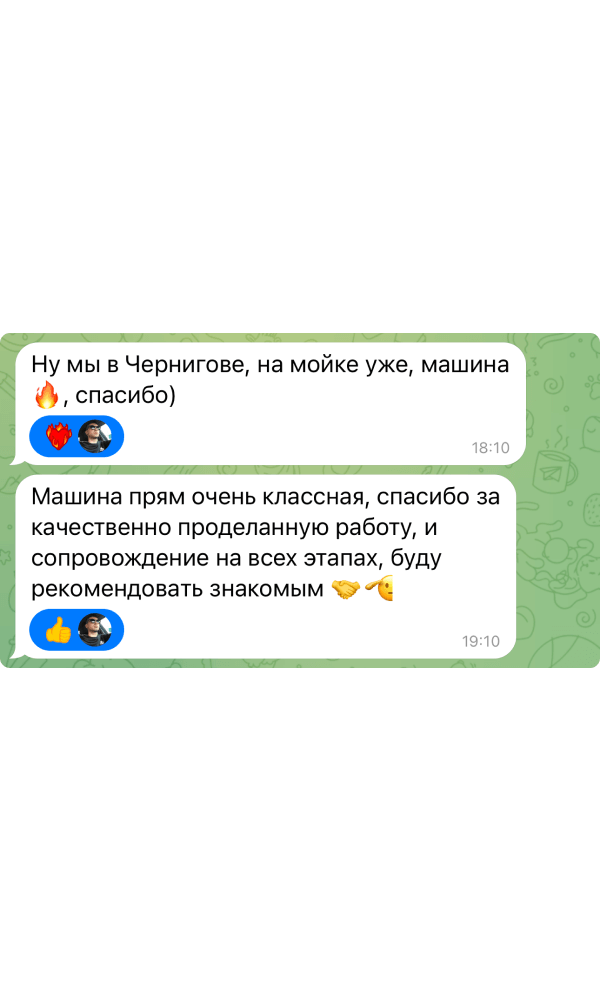 Ну мы в Чернигове, на мойке уже, машина
🔥, спасибо)
18:10
Машина прям очень классная, спасибо за
качественно проделанную работу, и
сопровождение на всех этапах, буду
рекомендовать знакомым 🤝 🫡
19:10